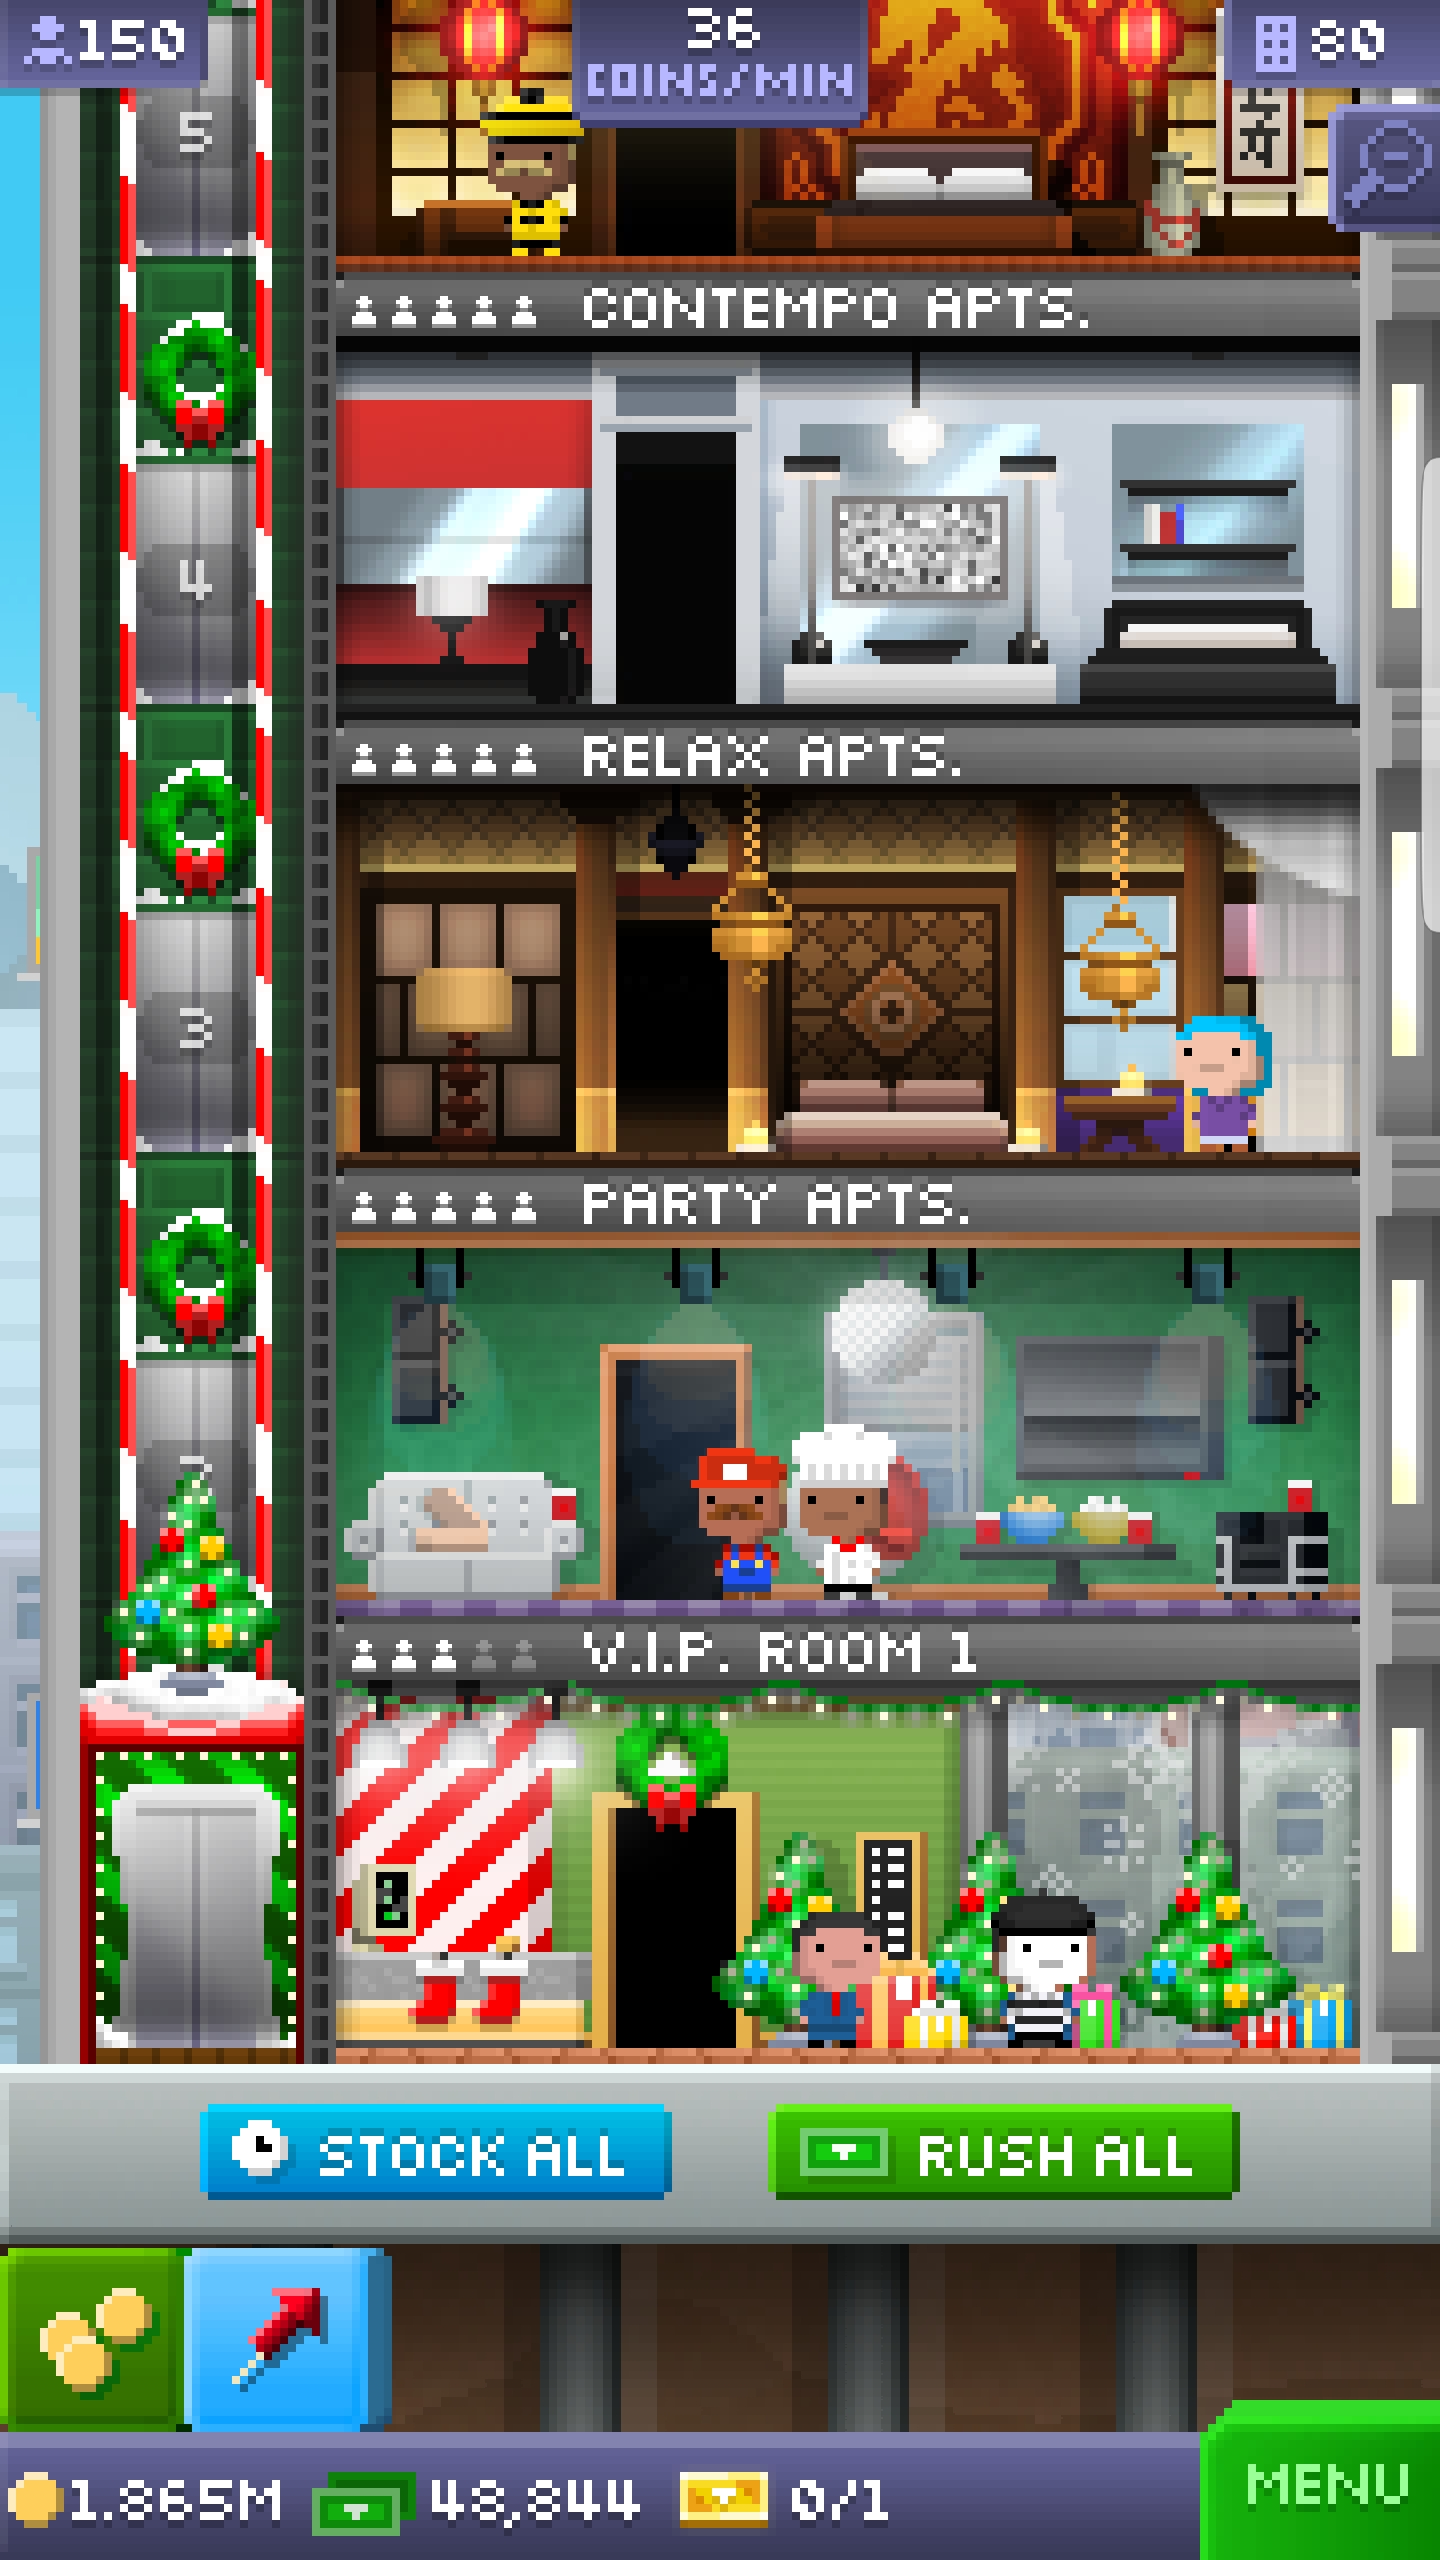 150
36
COINS/MIN
80
5
CONTEMPO APTS.
4
RELAX APTS.
3
PARTY APTS.
V.I.P. ROOM 1
STOCK ALL
RUSH ALL
1.865M
48,844
0/1
MENU